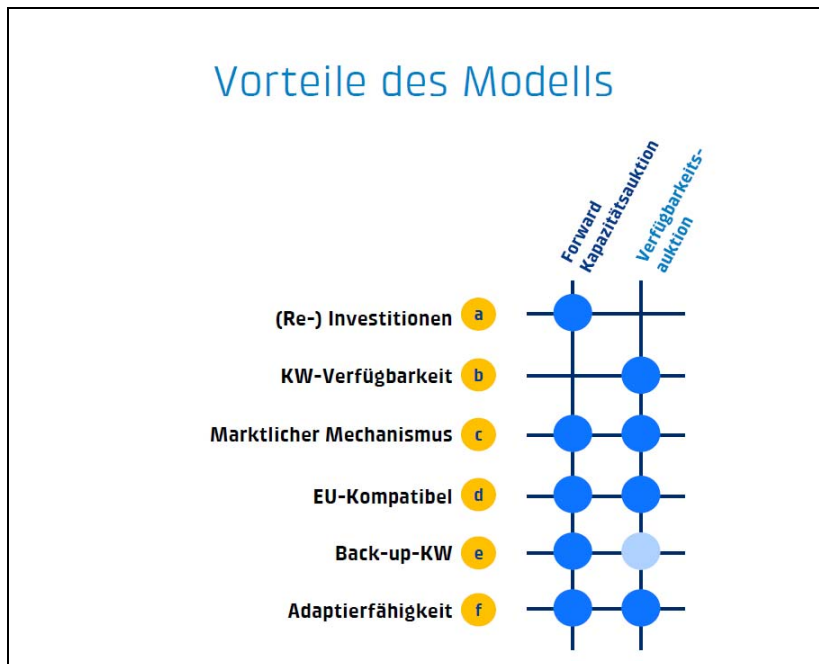 Vorteile des Modells
Forward
Kapazitätsauktion
Verfügbarkeits-
auktion
(Re-) Investitionen a
KW-Verfügbarkeit b
Marktlicher Mechanismus c
EU-Kompatibel d
Back-up-KW e
Adaptierfähigkeit f